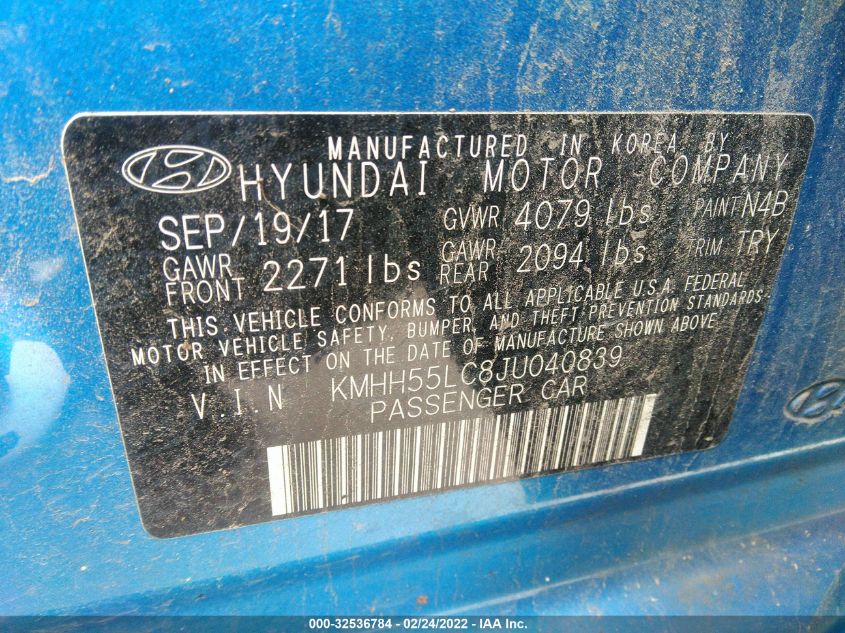 MANUFACTURED IN KOREA BY
HYUNDAI MOTOR COMPANY
SEP/19/17 GVWR 4079 lbs PAINT N4B
GAWR FRONT 2271 lbs GAWR REAR 2094 lbs TRIM TRY
THIS VEHICLE CONFORMS TO ALL APPLICABLE U.S.A. FEDERAL
MOTOR VEHICLE SAFETY, BUMPER, AND THEFT PREVENTION STANDARDS
IN EFFECT ON THE DATE OF MANUFACTURE SHOWN ABOVE
V.I.N KMHH55LC8JU040839
PASSENGER CAR
000-32536784 - 02/24/2022 - IAA Inc.